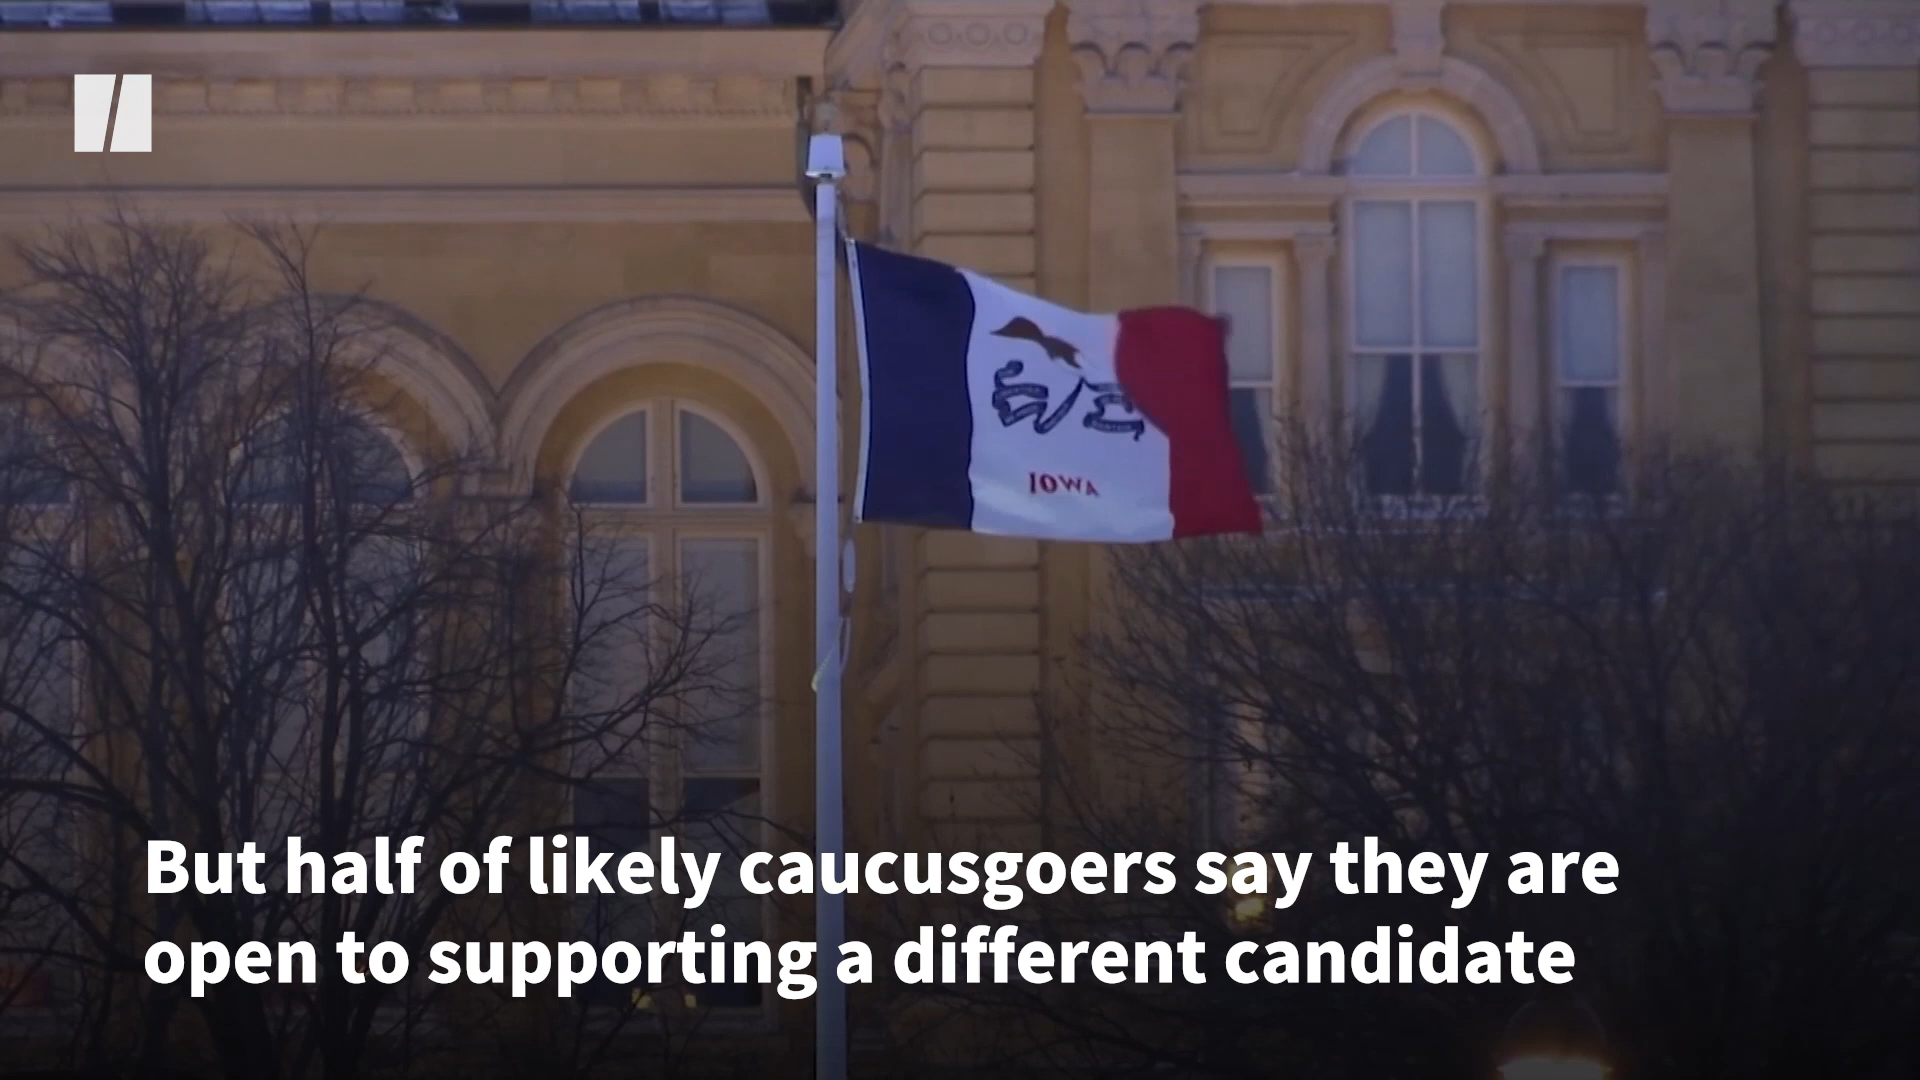 IOWA
But half of likely caucusgoers say they are
open to supporting a different candidate